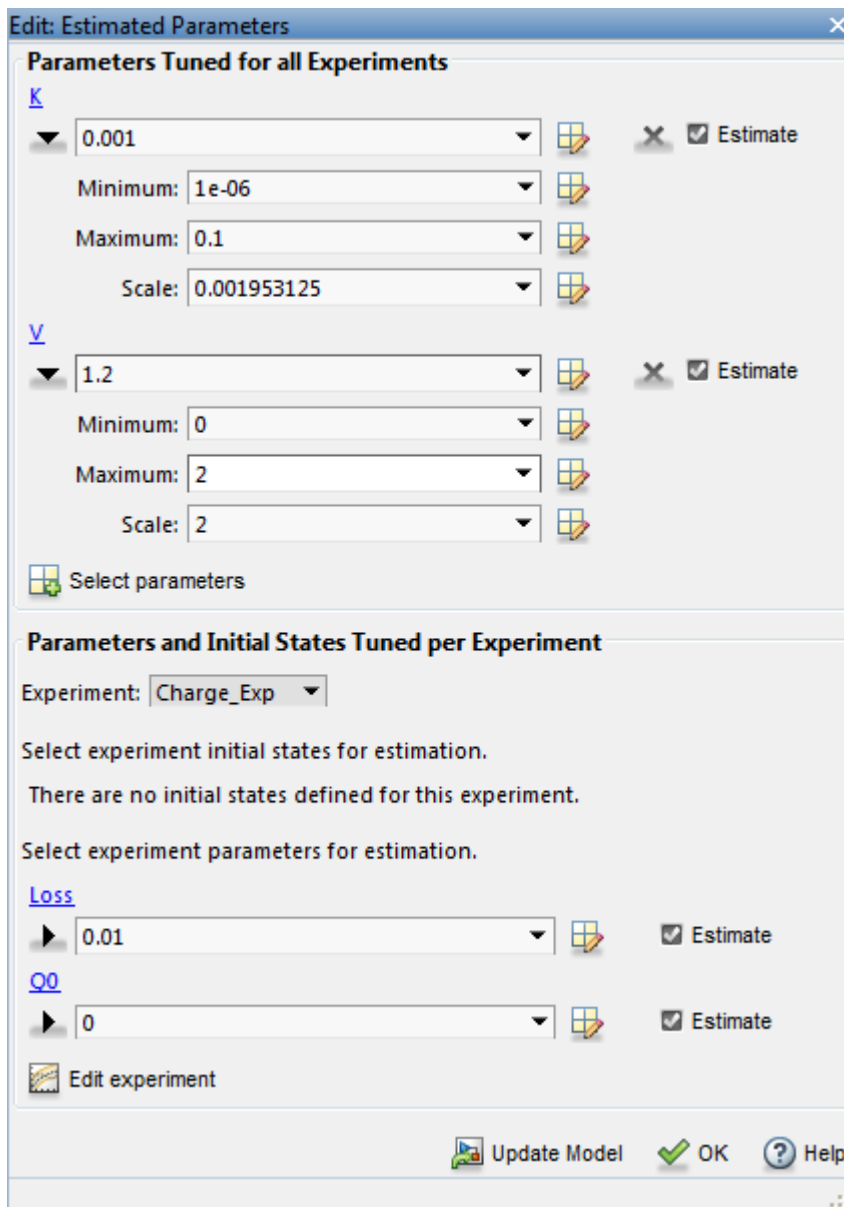 Edit: Estimated Parameters
Parameters Tuned for all Experiments
K
0.001 Estimate
Minimum: 1e-06
Maximum: 0.1
Scale: 0.001953125
V
1.2 Estimate
Minimum: 0
Maximum: 2
Scale: 2
Select parameters
Parameters and Initial States Tuned per Experiment
Experiment: Charge_Exp
Select experiment initial states for estimation.
There are no initial states defined for this experiment.
Select experiment parameters for estimation.
Loss
0.01 Estimate
Q0
0 Estimate
Edit experiment
Update Model OK Help